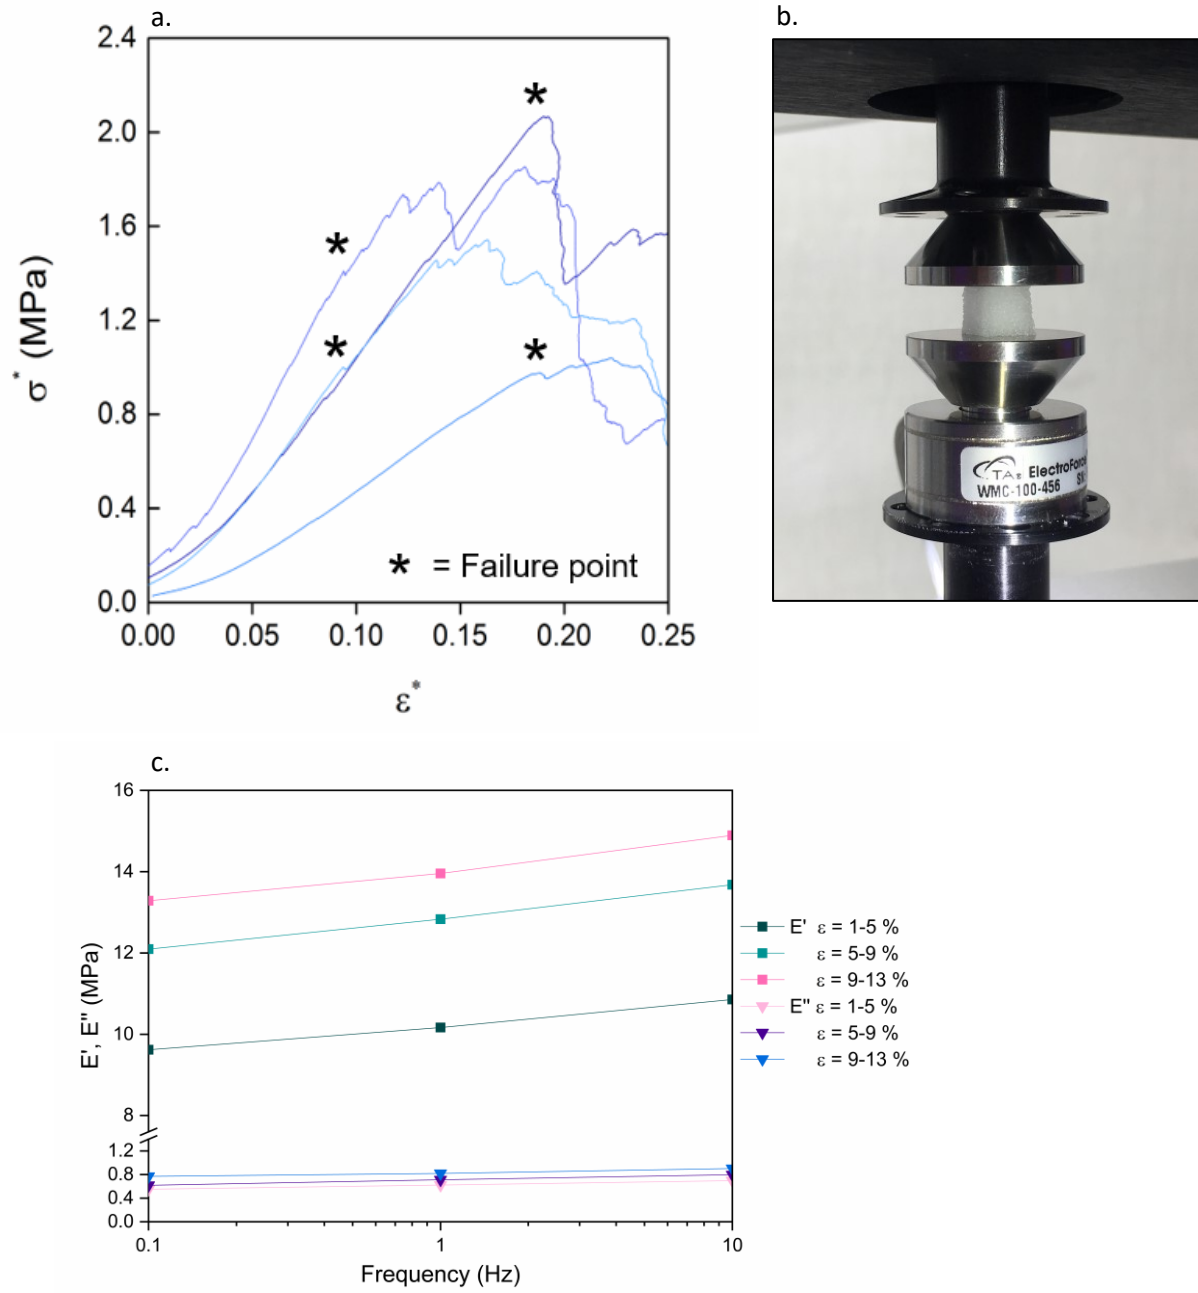 a.
2.4
2.0
1.6
1.2
0.8
0.4
0.0
0.00 0.05 0.10 0.15 0.20 0.25
σ* (MPa)
ε*
* = Failure point
b.
TA
ElectroForce
WMC-100-456
c.
16
14
12
10
8
1.2
0.8
0.4
0.0
0.1 1 10
E', E" (MPa)
Frequency (Hz)
E' ε = 1-5 %
ε = 5-9 %
ε = 9-13 %
E" ε = 1-5 %
ε = 5-9 %
ε = 9-13 %